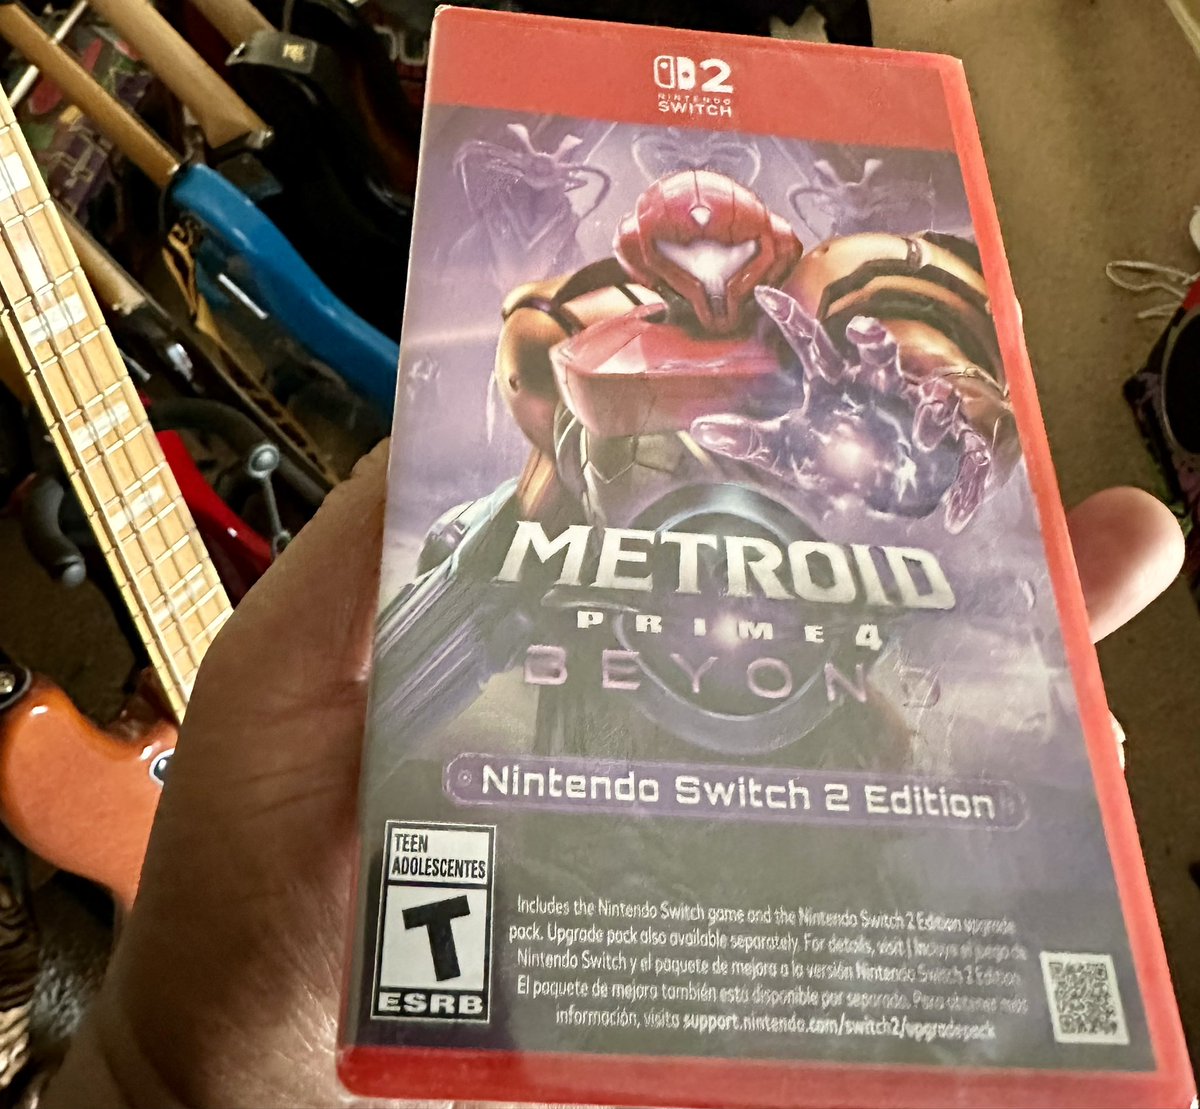 2
NINTENDO
SWITCH
METROID
PRIME 4
BEYOND
Nintendo Switch 2 Edition
TEEN
ADOLESCENTES
T
ESRB
Includes the Nintendo Switch game and the Nintendo Switch 2 Edition upgrade
pack. Upgrade pack also available separately. For details, visit | Incluye el juego de
Nintendo Switch y el paquete de mejora a la versión Nintendo Switch 2 Edition.
El paquete de mejora también esta disponible por separado. Para obtener más
información, visita support.nintendo.com/switch2/upgradepack